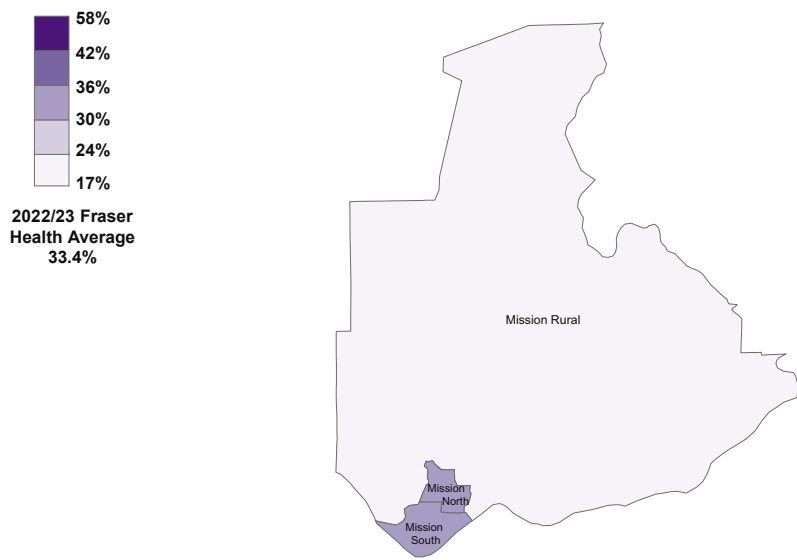 58%
42%
36%
30%
24%
17%
2022/23 Fraser
Health Average
33.4%
Mission Rural
Mission
North
Mission
South